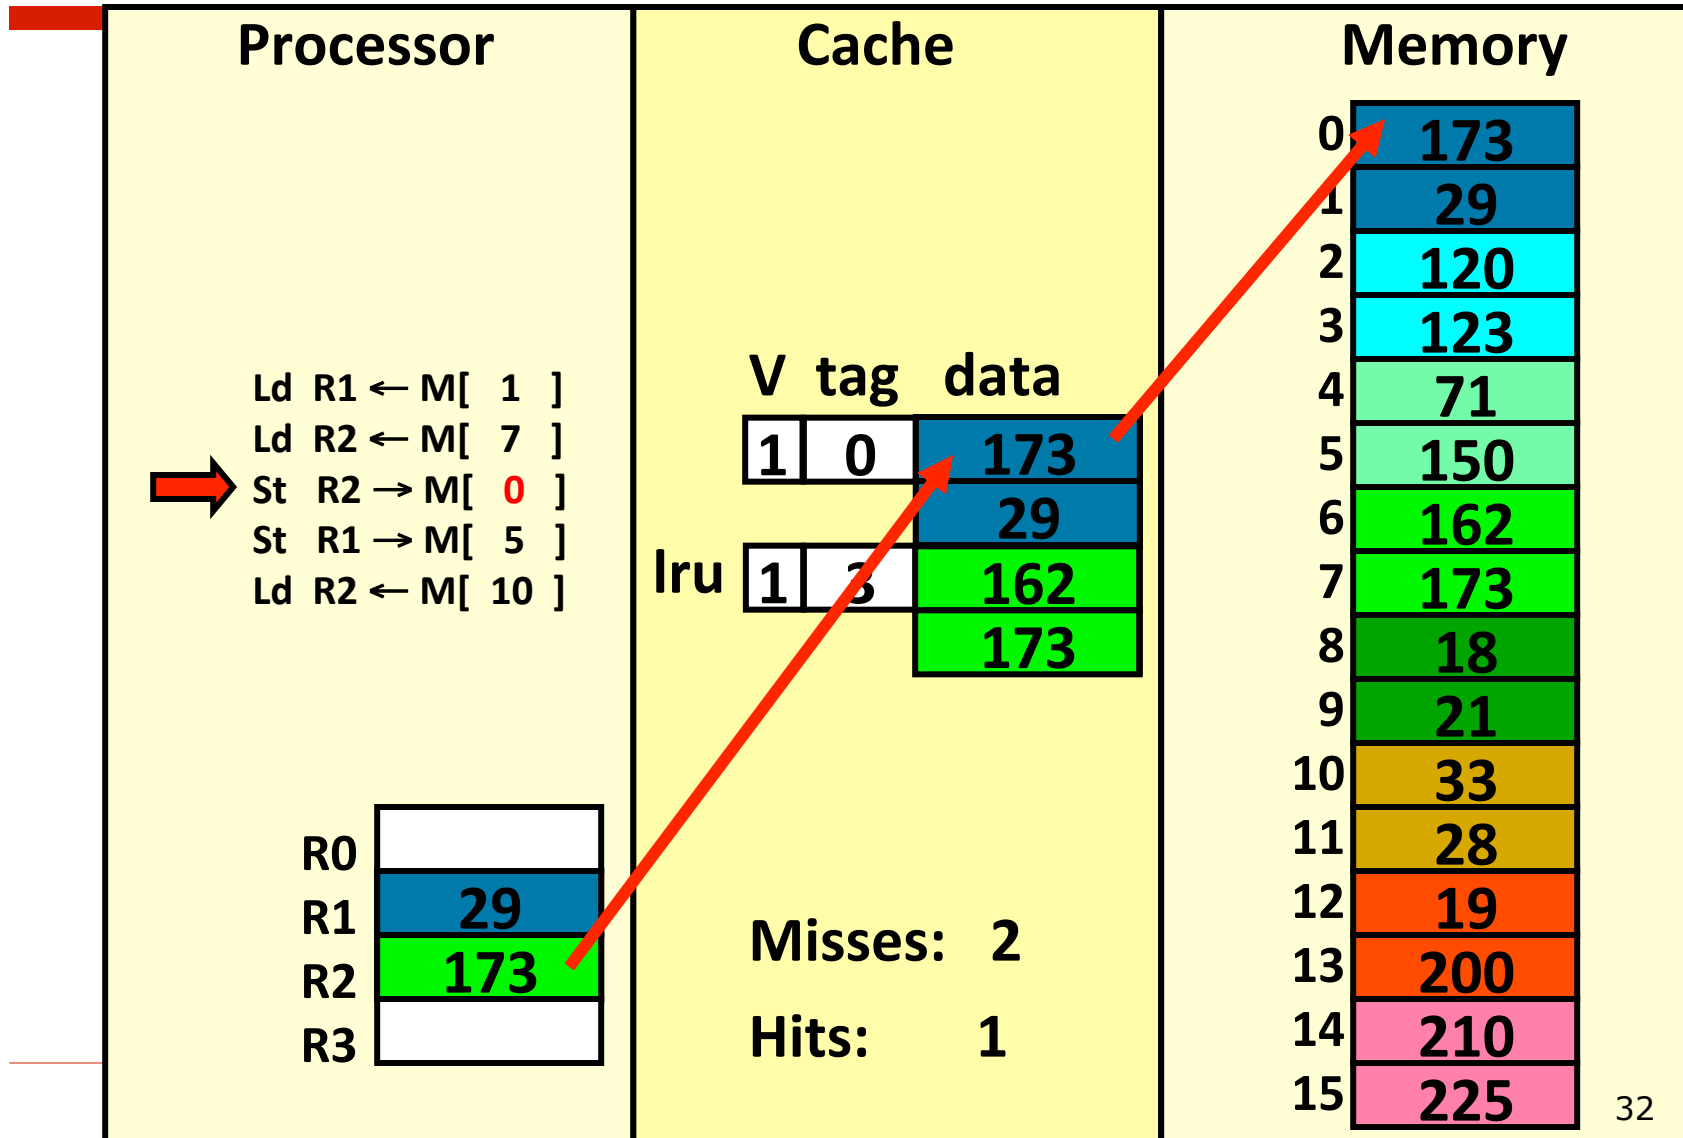 Processor
Ld R1 ← M[ 1 ]
Ld R2 ← M[ 7 ]
St R2 → M[ 0 ]
St R1 → M[ 5 ]
Ld R2 ← M[ 10 ]
R0
R1 29
R2 173
R3
Cache
V tag data
1 0 173
29
lru 1 3 162
173
Misses: 2
Hits: 1
Memory
0 173
1 29
2 120
3 123
4 71
5 150
6 162
7 173
8 18
9 21
10 33
11 28
12 19
13 200
14 210
15 225
32